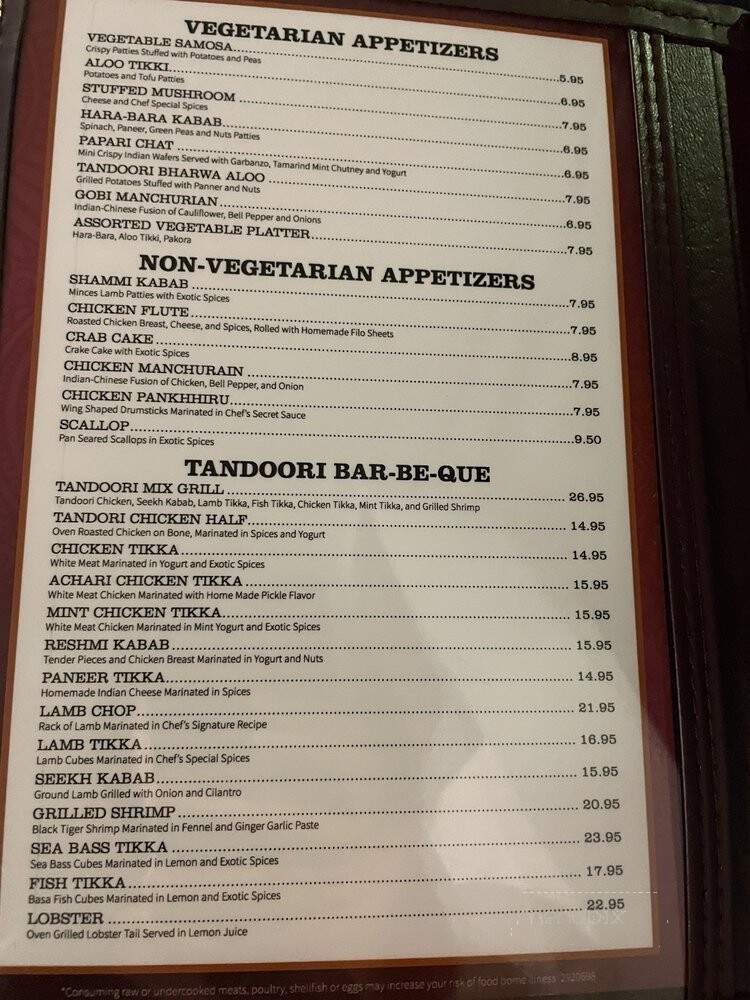 VEGETARIAN APPETIZERS
VEGETABLE SAMOSA 5.95
Crispy Patties Stuffed with Potatoes and Peas
ALOO TIKKI 6.95
Potatoes and Tofu Patties
STUFFED MUSHROOM 7.95
Cheese and Chef Special Spices
HARA-BARA KABAB 6.95
Spinach, Paneer, Green Peas and Nuts Patties
PAPARI CHAT 6.95
Mini Crispy Indian Wafers Served with Garbanzo, Tamarind Mint Chutney and Yogurt
TANDOORI BHARWA ALOO 7.95
Grilled Potatoes Stuffed with Panner and Nuts
GOBI MANCHURIAN 6.95
Indian-Chinese Fusion of Cauliflower, Bell Pepper and Onions
ASSORTED VEGETABLE PLATTER 7.95
Hara-Bara, Aloo Tikki, Pakora
NON-VEGETARIAN APPETIZERS
SHAMMI KABAB 7.95
Minces Lamb Patties with Exotic Spices
CHICKEN FLUTE 7.95
Roasted Chicken Breast, Cheese, and Spices, Rolled with Homemade Filo Sheets
CRAB CAKE 8.95
Crake Cake with Exotic Spices
CHICKEN MANCHURAIN 7.95
Indian-Chinese Fusion of Chicken, Bell Pepper, and Onion
CHICKEN PANKHHIRU 7.95
Wing Shaped Drumsticks Marinated in Chef's Secret Sauce
SCALLOP 9.50
Pan Seared Scallops in Exotic Spices
TANDOORI BAR-BE-QUE
TANDOORI MIX GRILL 26.95
Tandoori Chicken, Seekh Kabab, Lamb Tikka, Fish Tikka, Chicken Tikka, Mint Tikka, and Grilled Shrimp
TANDORI CHICKEN HALF 14.95
Oven Roasted Chicken on Bone, Marinated in Spices and Yogurt
CHICKEN TIKKA 14.95
White Meat Marinated in Yogurt and Exotic Spices
ACHARI CHICKEN TIKKA 15.95
White Meat Chicken Marinated with Home Made Pickle Flavor
MINT CHICKEN TIKKA 15.95
White Meat Chicken Marinated in Mint Yogurt and Exotic Spices
RESHMI KABAB 15.95
Tender Pieces and Chicken Breast Marinated in Yogurt and Nuts
PANEER TIKKA 14.95
Homemade Indian Cheese Marinated in Spices
LAMB CHOP 21.95
Rack of Lamb Marinated in Chef's Signature Recipe
LAMB TIKKA 16.95
Lamb Cubes Marinated in Chef's Special Spices
SEEKH KABAB 15.95
Ground Lamb Grilled with Onion and Cilantro
GRILLED SHRIMP 20.95
Black Tiger Shrimp Marinated in Fennel and Ginger Garlic Paste
SEA BASS TIKKA 23.95
Sea Bass Cubes Marinated in Lemon and Exotic Spices
FISH TIKKA 17.95
Basa Fish Cubes Marinated in Lemon and Exotic Spices
LOBSTER 22.95
Oven Grilled Lobster Tail Served in Lemon Juice
*Consuming raw or undercooked meats, poultry, shellfish or eggs may increase your risk of food borne illness